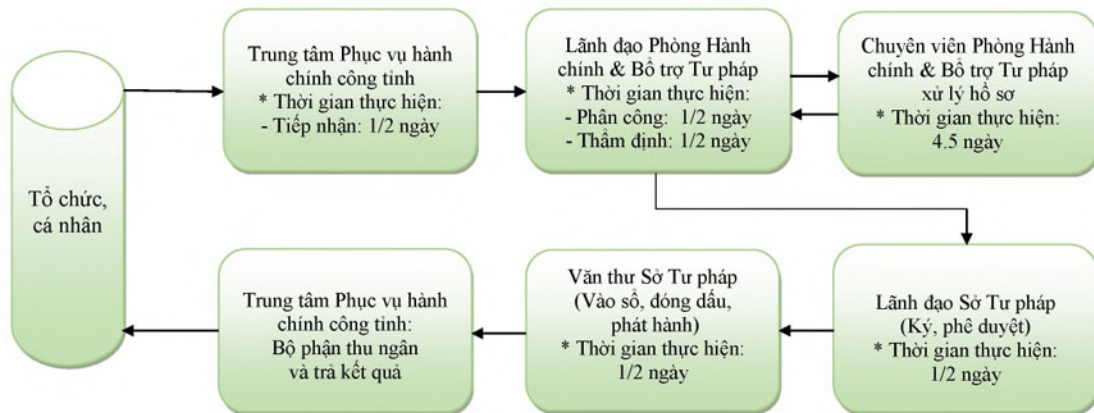 Tổ chức,
cá nhân
Trung tâm Phục vụ hành
chính công tỉnh
* Thời gian thực hiện:
- Tiếp nhận: 1/2 ngày
Lãnh đạo Phòng Hành
chính & Bổ trợ Tư pháp
* Thời gian thực hiện:
- Phân công: 1/2 ngày
- Thẩm định: 1/2 ngày
Chuyên viên Phòng Hành
chính & Bổ trợ Tư pháp
xử lý hồ sơ
* Thời gian thực hiện:
4.5 ngày
Lãnh đạo Sở Tư pháp
(Ký, phê duyệt)
* Thời gian thực hiện:
1/2 ngày
Văn thư Sở Tư pháp
(Vào sổ, đóng dấu,
phát hành)
* Thời gian thực hiện:
1/2 ngày
Trung tâm Phục vụ hành
chính công tỉnh:
Bộ phận thu ngân
và trả kết quả